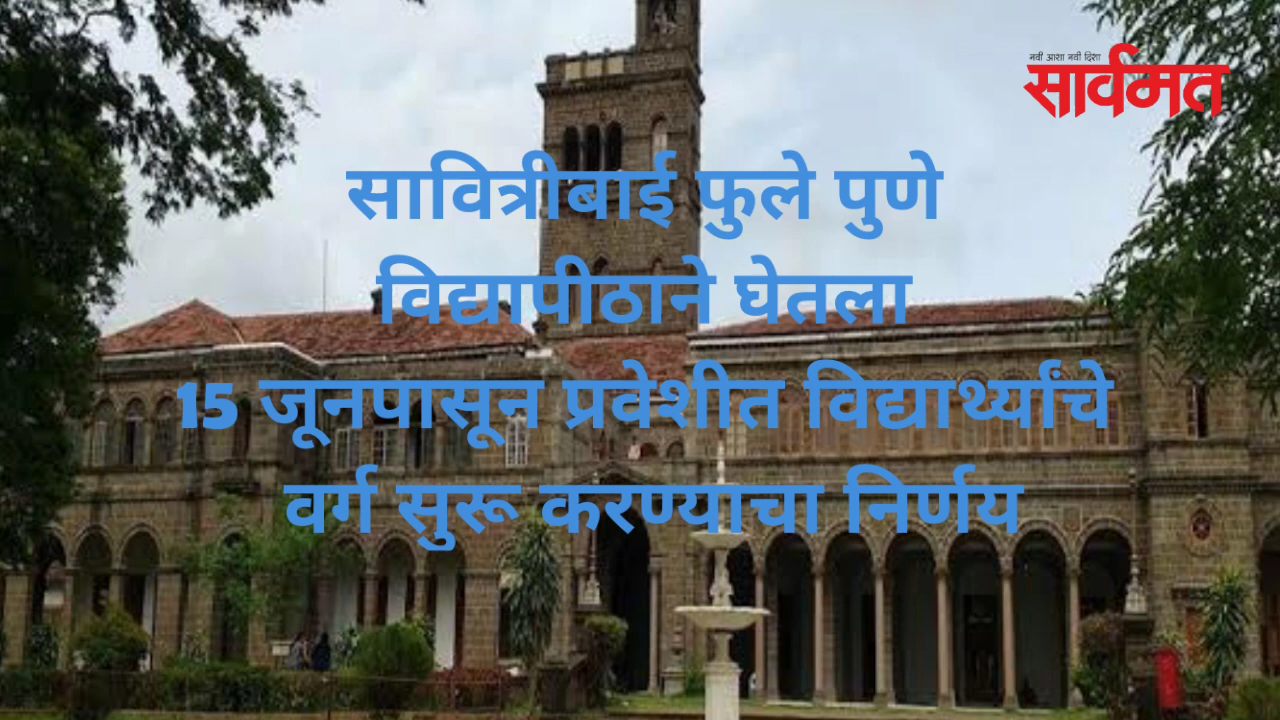 नवी आशा नवी दिशा
सार्वमत
सावित्रीबाई फुले पुणे
विद्यापीठाने घेतला
15 जूनपासून प्रवेशीत विद्यार्थ्यांचे
वर्ग सुरू करण्याचा निर्णय